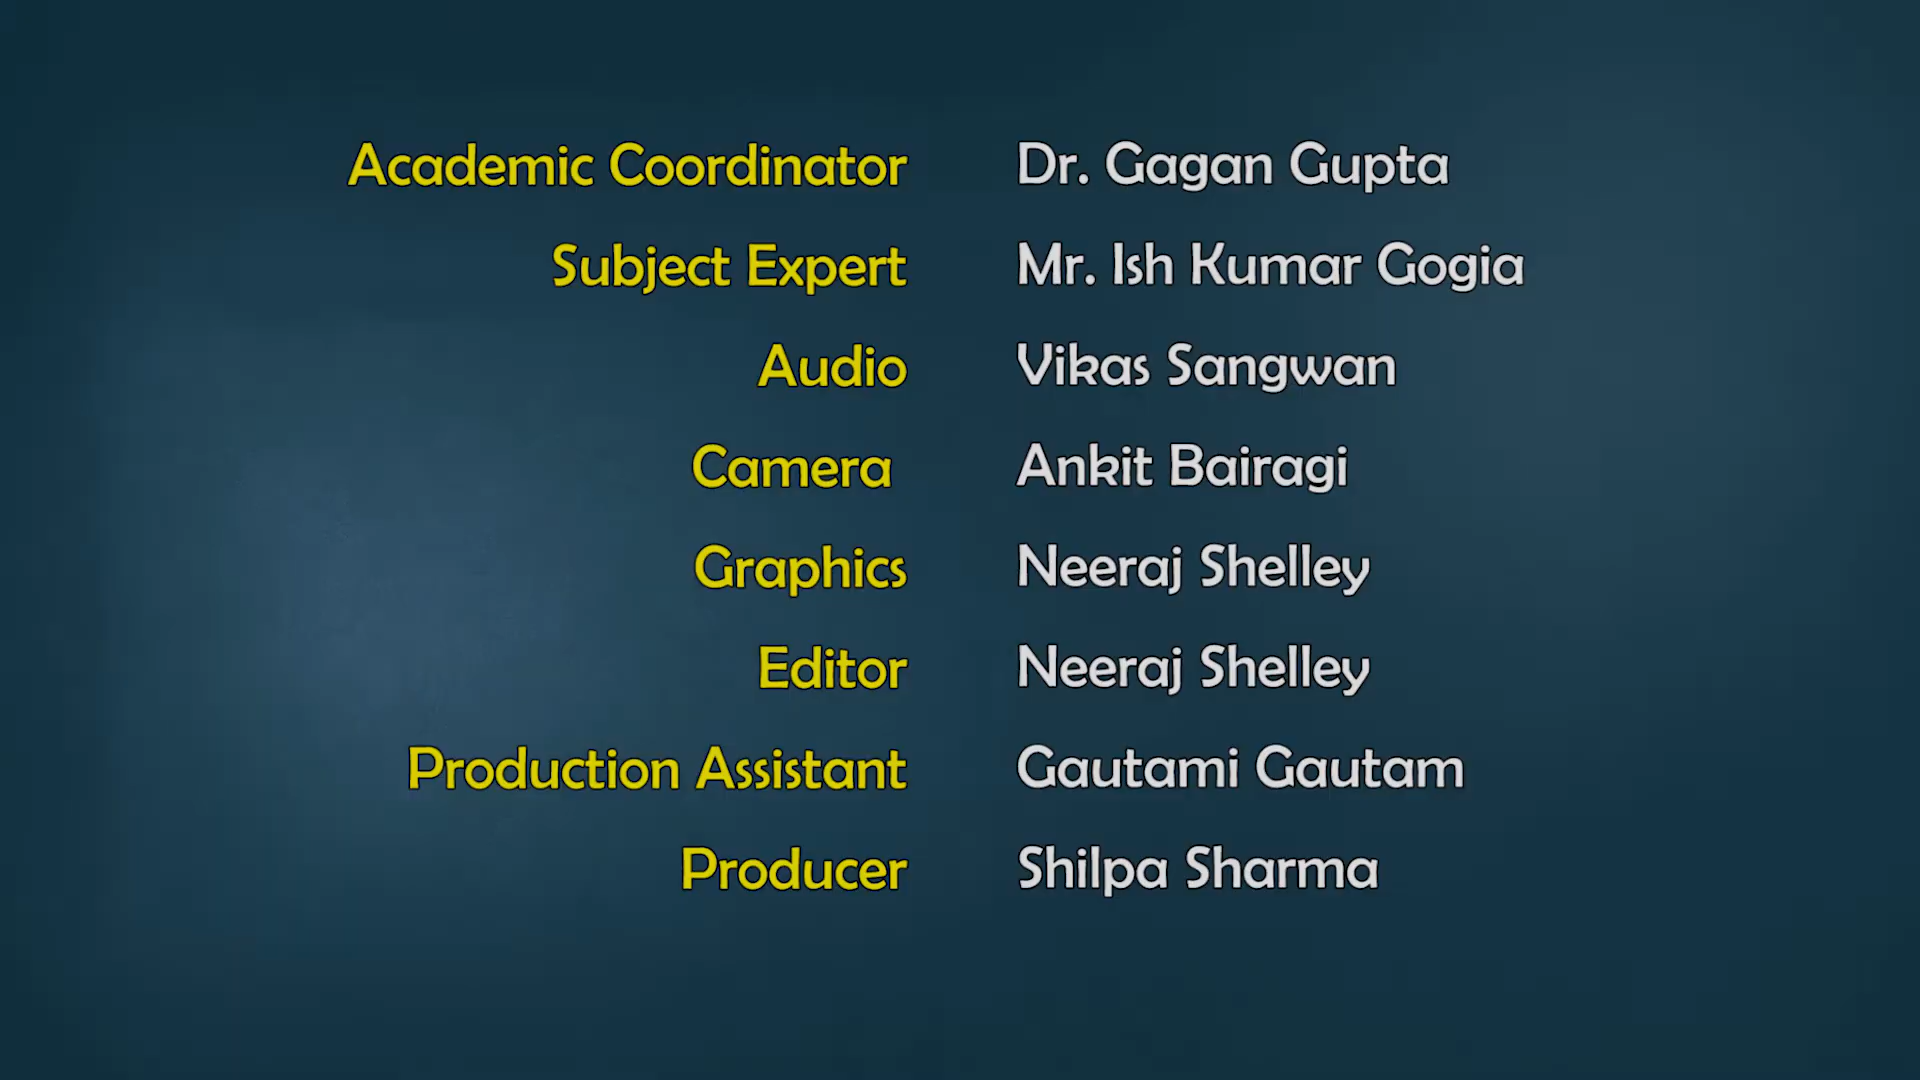 Academic Coordinator Dr. Gagan Gupta
Subject Expert Mr. Ish Kumar Gogia
Audio Vikas Sangwan
Camera Ankit Bairagi
Graphics Neeraj Shelley
Editor Neeraj Shelley
Production Assistant Gautami Gautam
Producer Shilpa Sharma